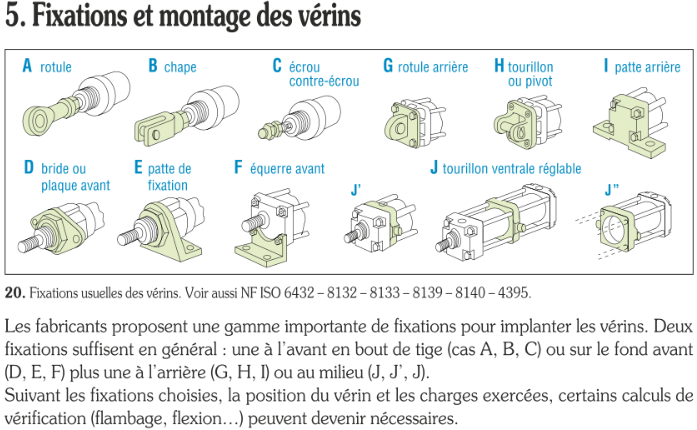 5. Fixations et montage des vérins
A rotule
B chape
C écrou
contre-écrou
G rotule arrière
H tourillon
ou pivot
I patte arrière
D bride ou
plaque avant
E patte de
fixation
F équerre avant
J'
J tourillon ventrale réglable
J"
20. Fixations usuelles des vérins. Voir aussi NF ISO 6432 – 8132 – 8133 – 8139 – 8140 – 4395.
Les fabricants proposent une gamme importante de fixations pour implanter les vérins. Deux
fixations suffisent en général : une à l'avant en bout de tige (cas A, B, C) ou sur le fond avant
(D, E, F) plus une à l'arrière (G, H, I) ou au milieu (J, J', J).
Suivant les fixations choisies, la position du vérin et les charges exercées, certains calculs de
vérification (flambage, flexion…) peuvent devenir nécessaires.